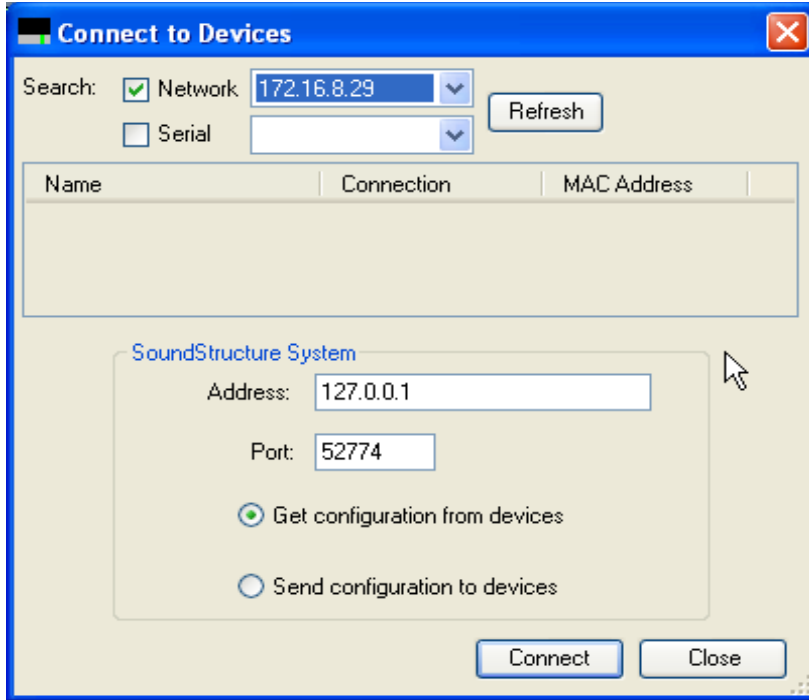 Connect to Devices
Search: Network 172.16.8.29
Refresh
Serial
Name Connection MAC Address
SoundStructure System
Address: 127.0.0.1
Port: 52774
Get configuration from devices
Send configuration to devices
Connect Close